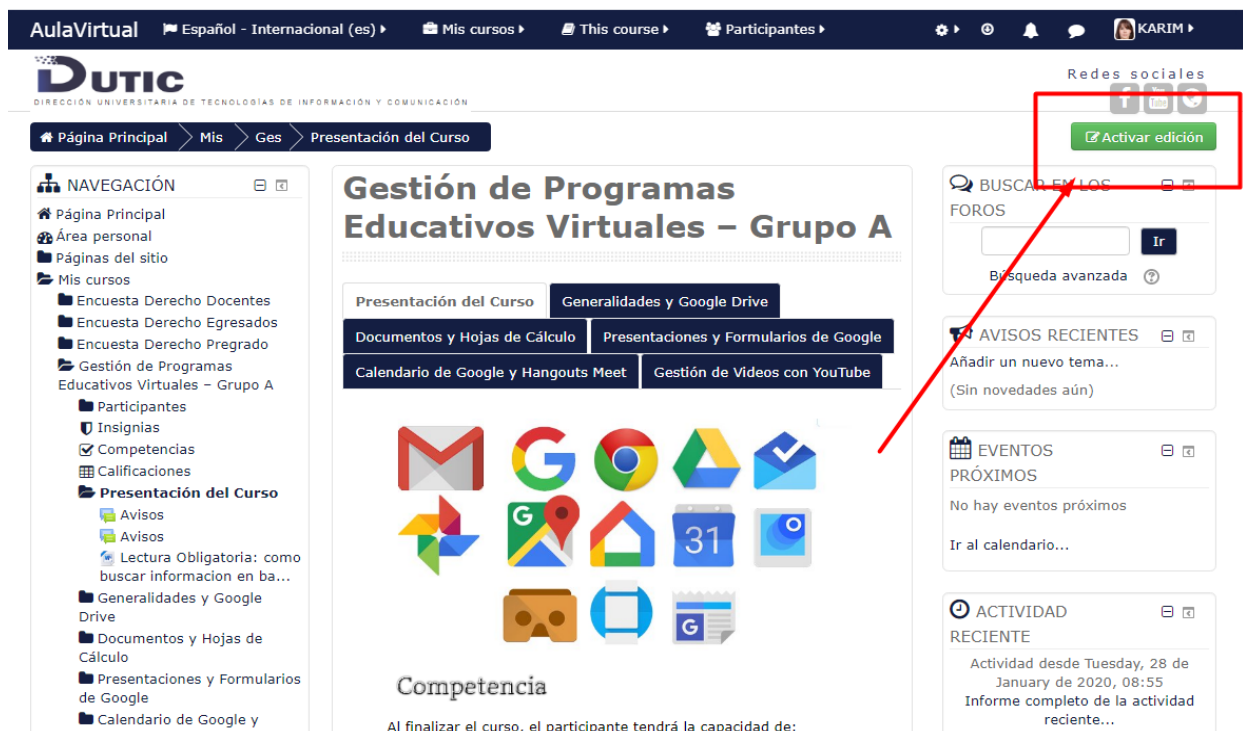 AulaVirtual
Español - Internacional (es)
Mis cursos
This course
Participantes
KARIM
DUTIC
DIRECCIÓN UNIVERSITARIA DE TECNOLOGÍAS DE INFORMACIÓN Y COMUNICACIÓN
Redes sociales
Página Principal
Mis
Ges
Presentación del Curso
Activar edición
NAVEGACIÓN
Página Principal
Área personal
Páginas del sitio
Mis cursos
Encuesta Derecho Docentes
Encuesta Derecho Egresados
Encuesta Derecho Pregrado
Gestión de Programas
Educativos Virtuales – Grupo A
Participantes
Insignias
Competencias
Calificaciones
Presentación del Curso
Avisos
Avisos
Lectura Obligatoria: como
buscar informacion en ba...
Generalidades y Google
Drive
Documentos y Hojas de
Cálculo
Presentaciones y Formularios
de Google
Calendario de Google y
Gestión de Programas
Educativos Virtuales – Grupo A
Presentación del Curso
Generalidades y Google Drive
Documentos y Hojas de Cálculo
Presentaciones y Formularios de Google
Calendario de Google y Hangouts Meet
Gestión de Videos con YouTube
G
31
G
Competencia
Al finalizar el curso, el participante tendrá la capacidad de:
BUSCAR EN LOS
FOROS
Ir
Búsqueda avanzada
AVISOS RECIENTES
Añadir un nuevo tema...
(Sin novedades aún)
EVENTOS
PRÓXIMOS
No hay eventos próximos
Ir al calendario...
ACTIVIDAD
RECIENTE
Actividad desde Tuesday, 28 de
January de 2020, 08:55
Informe completo de la actividad
reciente...